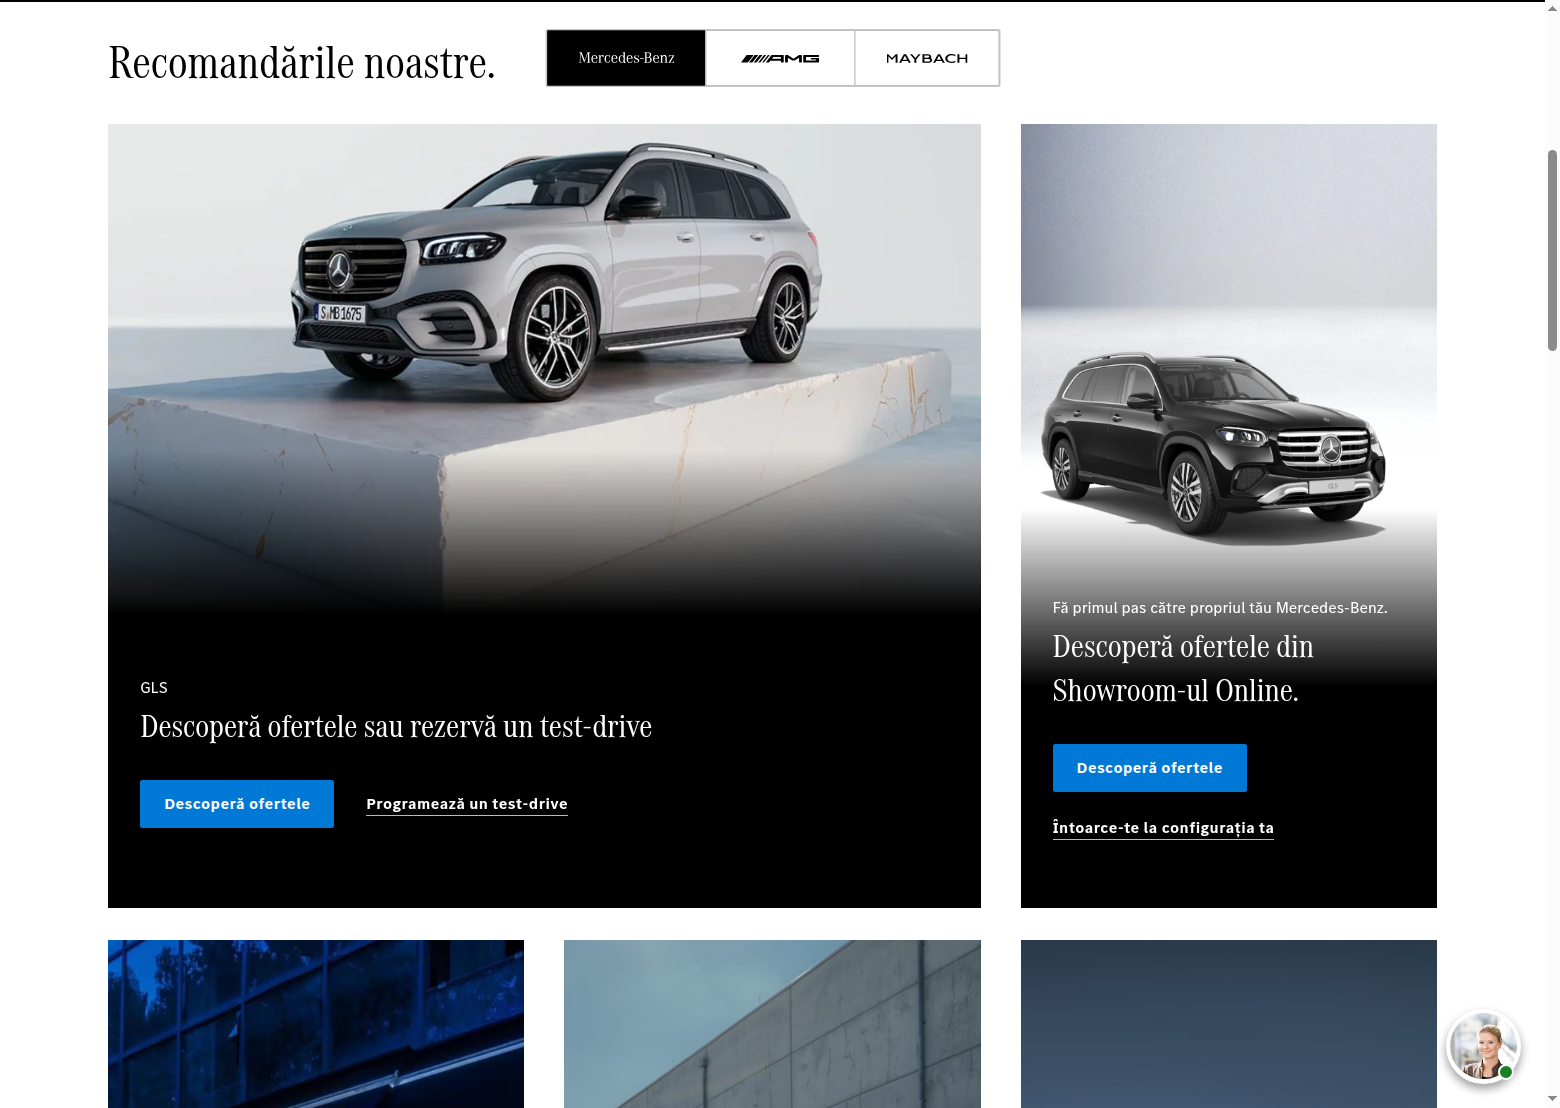 Recomandările noastre.
Mercedes-Benz
AMG
MAYBACH
S MB 1675
GLS
Descoperă ofertele sau rezervă un test-drive
Descoperă ofertele
Programează un test-drive
GLS
Fă primul pas către propriul tău Mercedes-Benz.
Descoperă ofertele din
Showroom-ul Online.
Descoperă ofertele
Întoarce-te la configurația ta